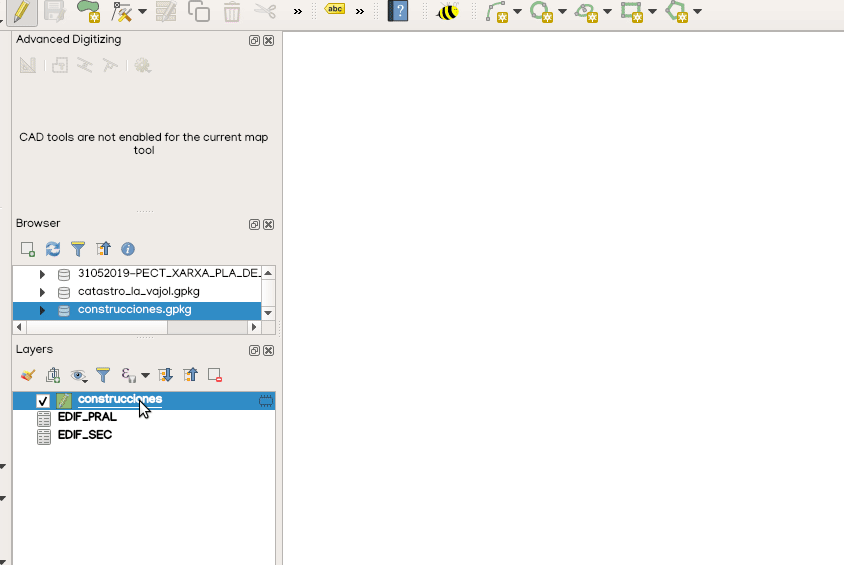 abc
?
Advanced Digitizing
CAD tools are not enabled for the current map
tool
Browser
31052019-PECT_XARXA_PLA_DE_
catastro_la_vajol.gpkg
construcciones.gpkg
Layers
construcciones
EDIF_PRAL
EDIF_SEC